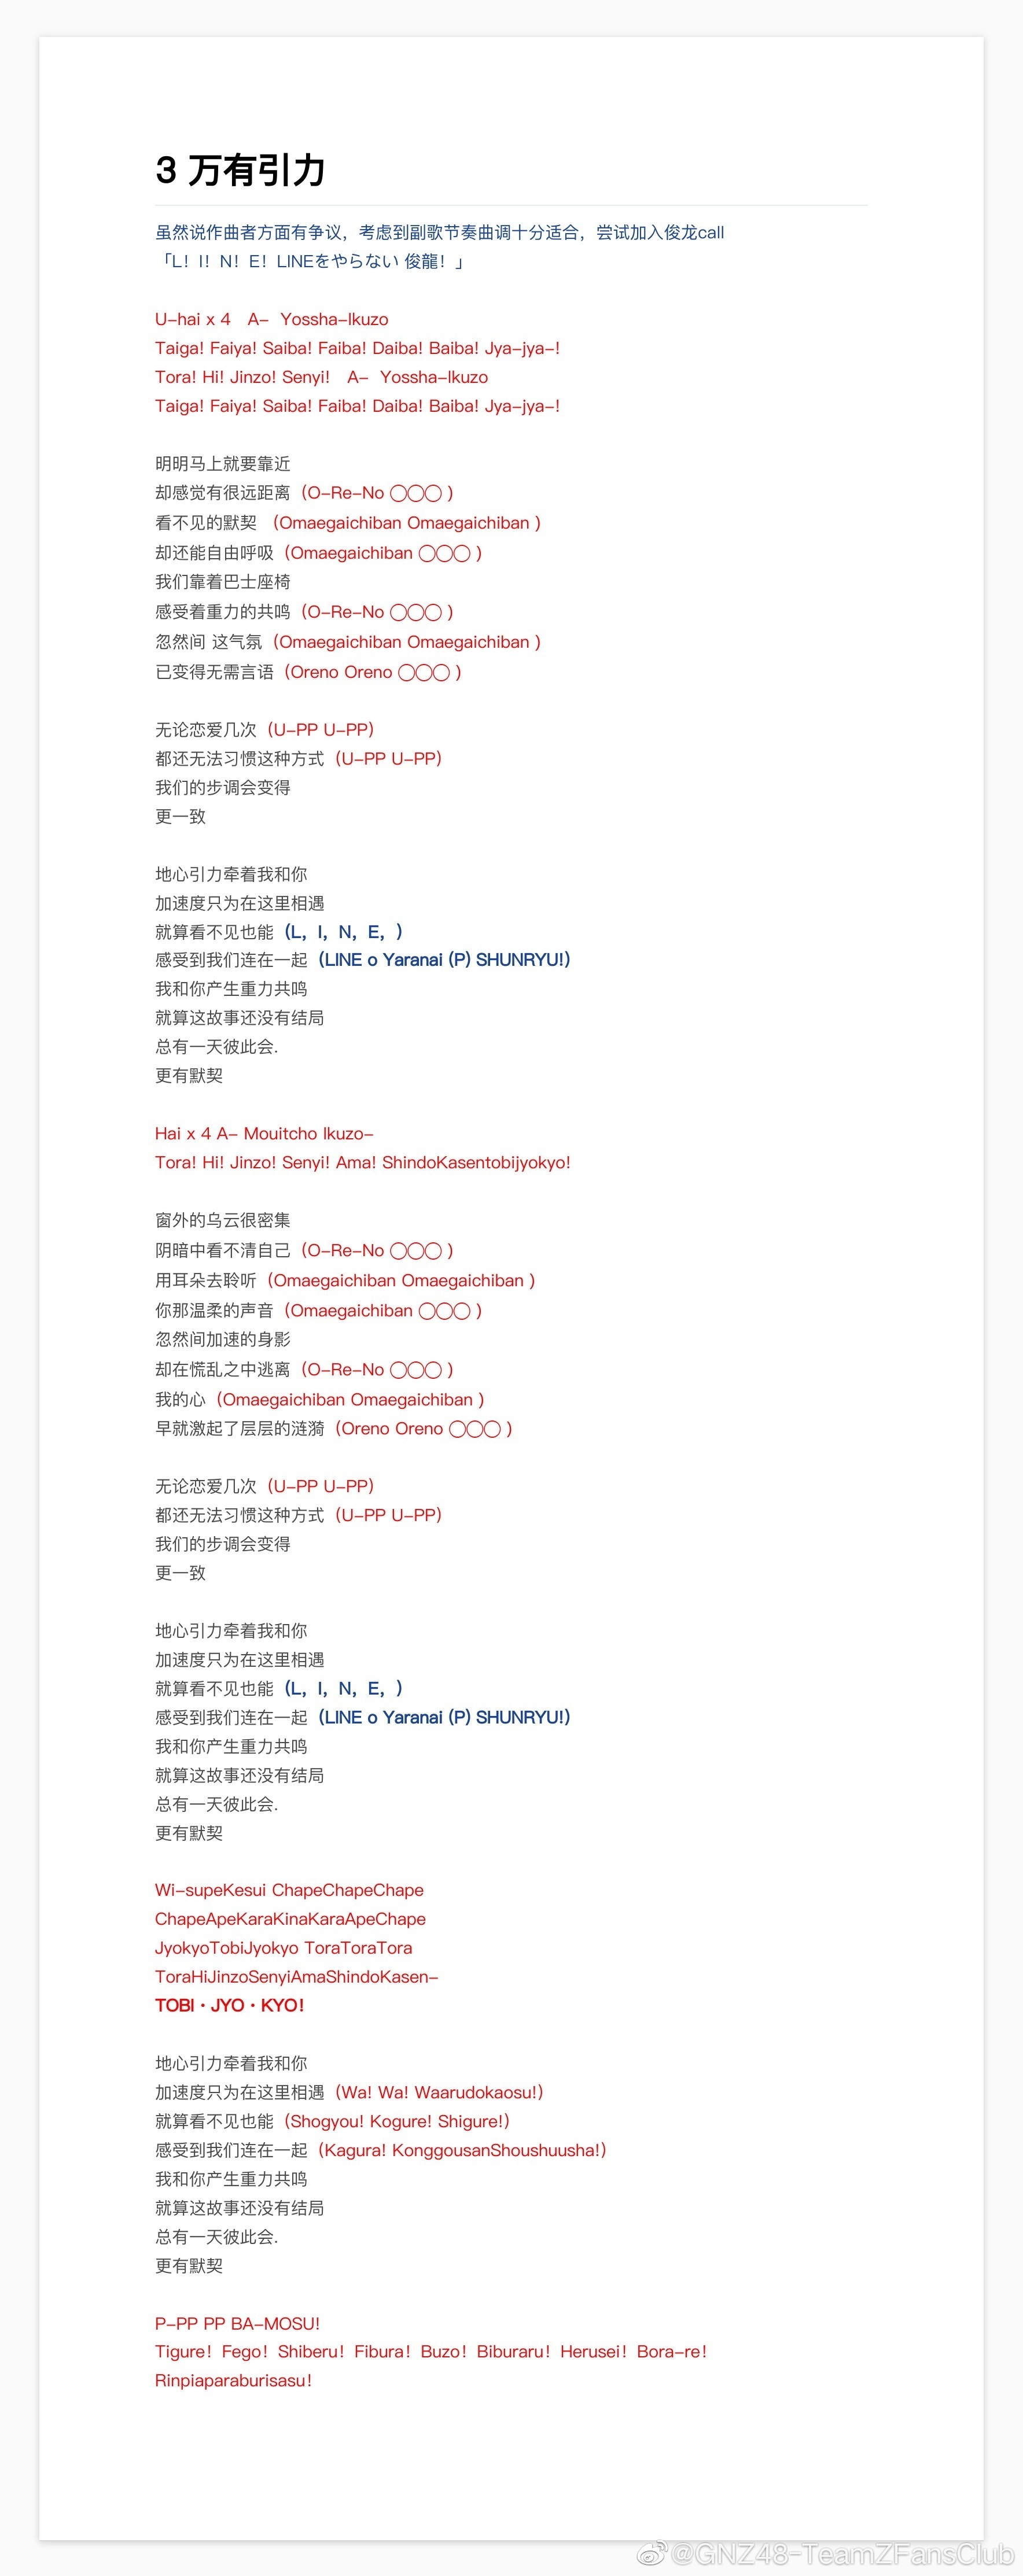 3 万有引力
虽然说作曲者方面有争议，考虑到副歌节奏曲调十分适合，尝试加入俊龙call
「L！I！N！E！LINEをやらない 俊龍！」
U-hai x 4 A- Yossha-Ikuzo
Taiga! Faiya! Saiba! Faiba! Daiba! Baiba! Jya-jya-!
Tora! Hi! Jinzo! Senyi! A- Yossha-Ikuzo
Taiga! Faiya! Saiba! Faiba! Daiba! Baiba! Jya-jya-!
明明马上就要靠近
却感觉有很远距离（O-Re-No ◯◯◯ ）
看不见的默契 （Omaegaichiban Omaegaichiban ）
却还能自由呼吸（Omaegaichiban ◯◯◯ ）
我们靠着巴士座椅
感受着重力的共鸣（O-Re-No ◯◯◯ ）
忽然间 这气氛（Omaegaichiban Omaegaichiban ）
已变得无需言语（Oreno Oreno ◯◯◯ ）
无论恋爱几次（U-PP U-PP）
都还无法习惯这种方式（U-PP U-PP）
我们的步调会变得
更一致
地心引力牵着我和你
加速度只为在这里相遇
就算看不见也能（L，I，N，E，）
感受到我们连在一起（LINE o Yaranai (P) SHUNRYU!）
我和你产生重力共鸣
就算这故事还没有结局
总有一天彼此会.
更有默契
Hai x 4 A- Mouitcho Ikuzo-
Tora! Hi! Jinzo! Senyi! Ama! ShindoKasentobijyokyo!
窗外的乌云很密集
阴暗中看不清自己（O-Re-No ◯◯◯ ）
用耳朵去聆听（Omaegaichiban Omaegaichiban ）
你那温柔的声音（Omaegaichiban ◯◯◯ ）
忽然间加速的身影
却在慌乱之中逃离（O-Re-No ◯◯◯ ）
我的心（Omaegaichiban Omaegaichiban ）
早就激起了层层的涟漪（Oreno Oreno ◯◯◯ ）
无论恋爱几次（U-PP U-PP）
都还无法习惯这种方式（U-PP U-PP）
我们的步调会变得
更一致
地心引力牵着我和你
加速度只为在这里相遇
就算看不见也能（L，I，N，E，）
感受到我们连在一起（LINE o Yaranai (P) SHUNRYU!）
我和你产生重力共鸣
就算这故事还没有结局
总有一天彼此会.
更有默契
Wi-supeKesui ChapeChapeChape
ChapeApeKaraKinaKaraApeChape
JyokyoTobiJyokyo ToraToraTora
ToraHiJinzoSenyiAmaShindoKasen-
TOBI・JYO・KYO!
地心引力牵着我和你
加速度只为在这里相遇（Wa! Wa! Waarudokaosu!）
就算看不见也能（Shogyou! Kogure! Shigure!）
感受到我们连在一起（Kagura! KonggousanShoushuusha!）
我和你产生重力共鸣
就算这故事还没有结局
总有一天彼此会.
更有默契
P-PP PP BA-MOSU!
Tigure！Fego！Shiberu！Fibura！Buzo！Biburaru！Herusei！Bora-re！
Rinpiaparaburisasu!
@GNZ48-TeamZFansClub